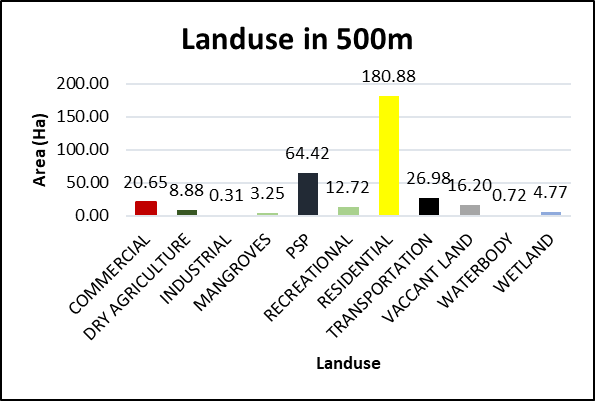 Landuse in 500m
Area (Ha)
200.00
150.00
100.00
50.00
0.00
20.65
8.88
0.31
3.25
64.42
12.72
180.88
26.98
16.20
0.72
4.77
COMMERCIAL
DRY AGRICULTURE
INDUSTRIAL
MANGROVES
PSP
RECREATIONAL
RESIDENTIAL
TRANSPORTATION
VACCANT LAND
WATERBODY
WETLAND
Landuse